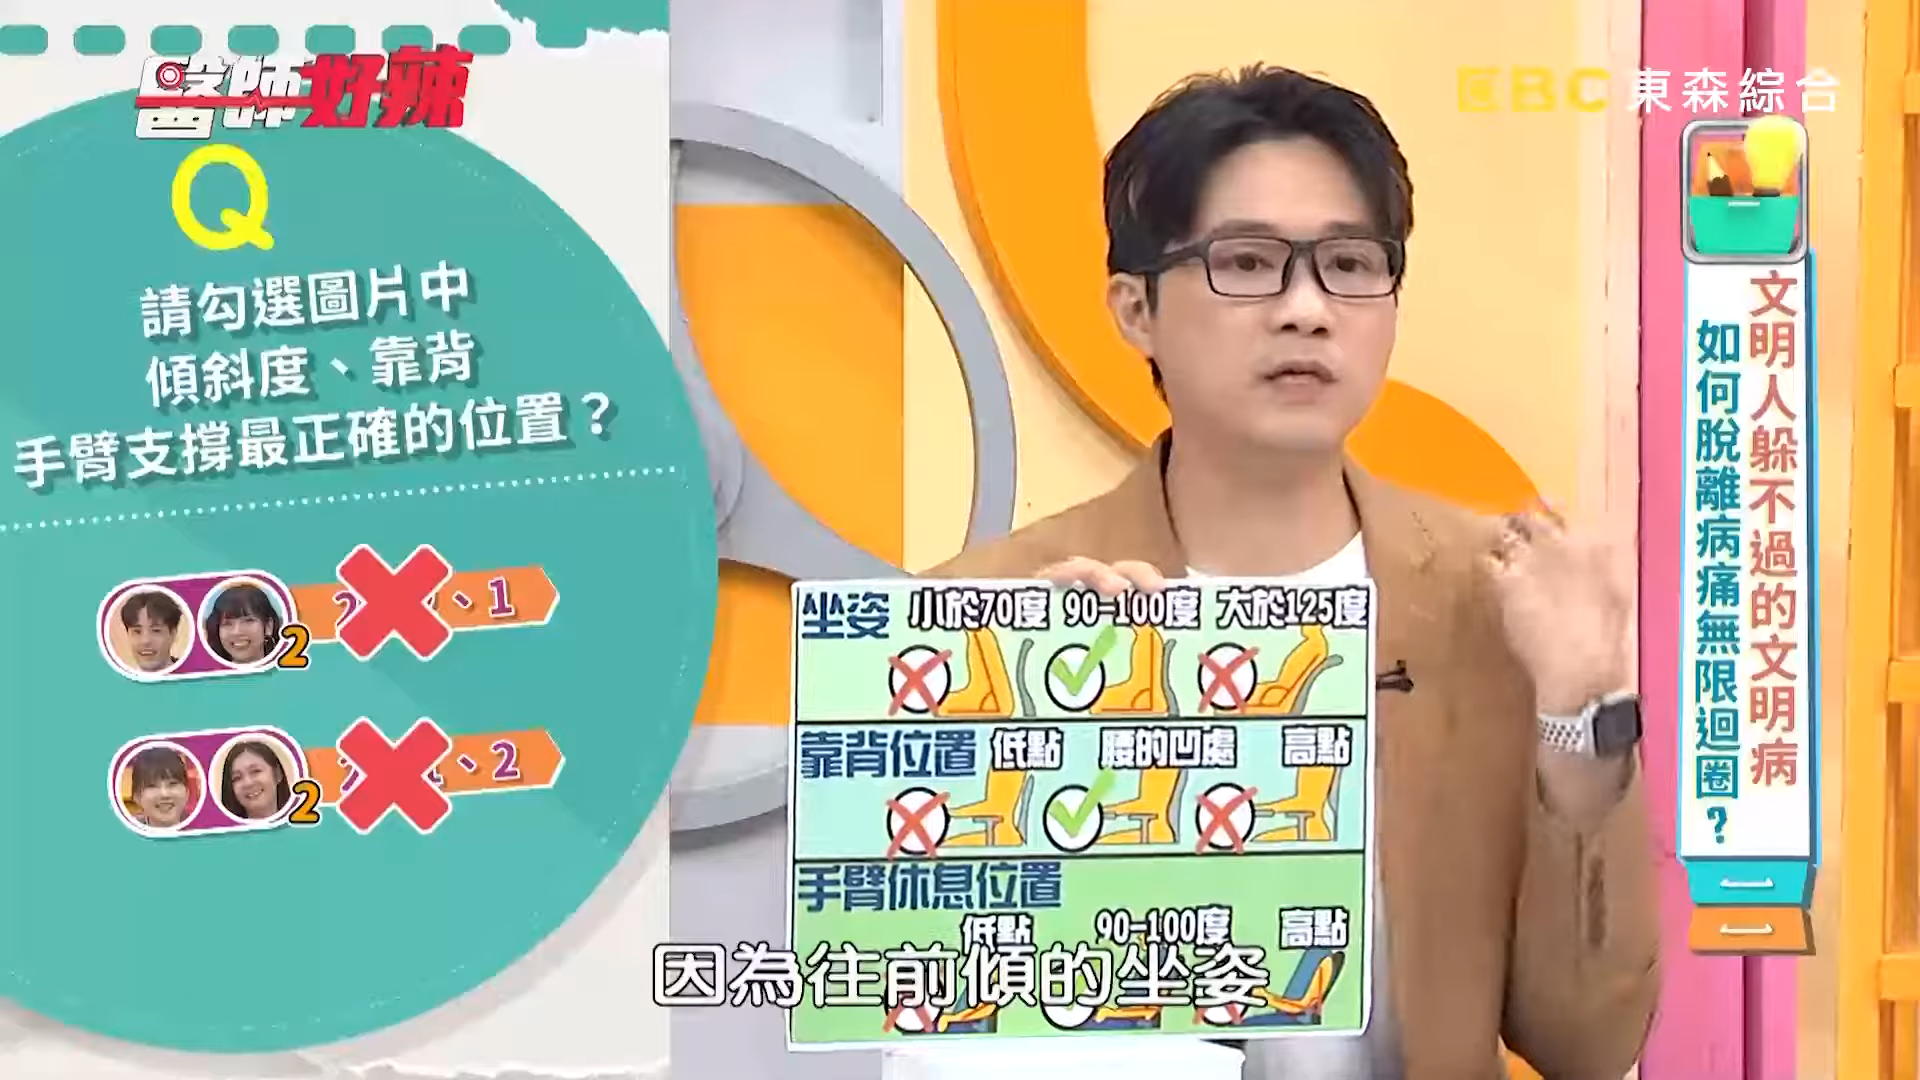 醫師好辣
EBC 東森綜合
Q
請勾選圖片中
傾斜度、靠背
手臂支撐最正確的位置？
、1
2
、2
2
坐姿 小於70度 90-100度 大於125度
靠背位置 低點 腰的凹處 高點
手臂休息位置
低點 90-100度 高點
因為往前傾的坐姿
文明人躲不過的文明病
如何脫離病痛無限迴圈？